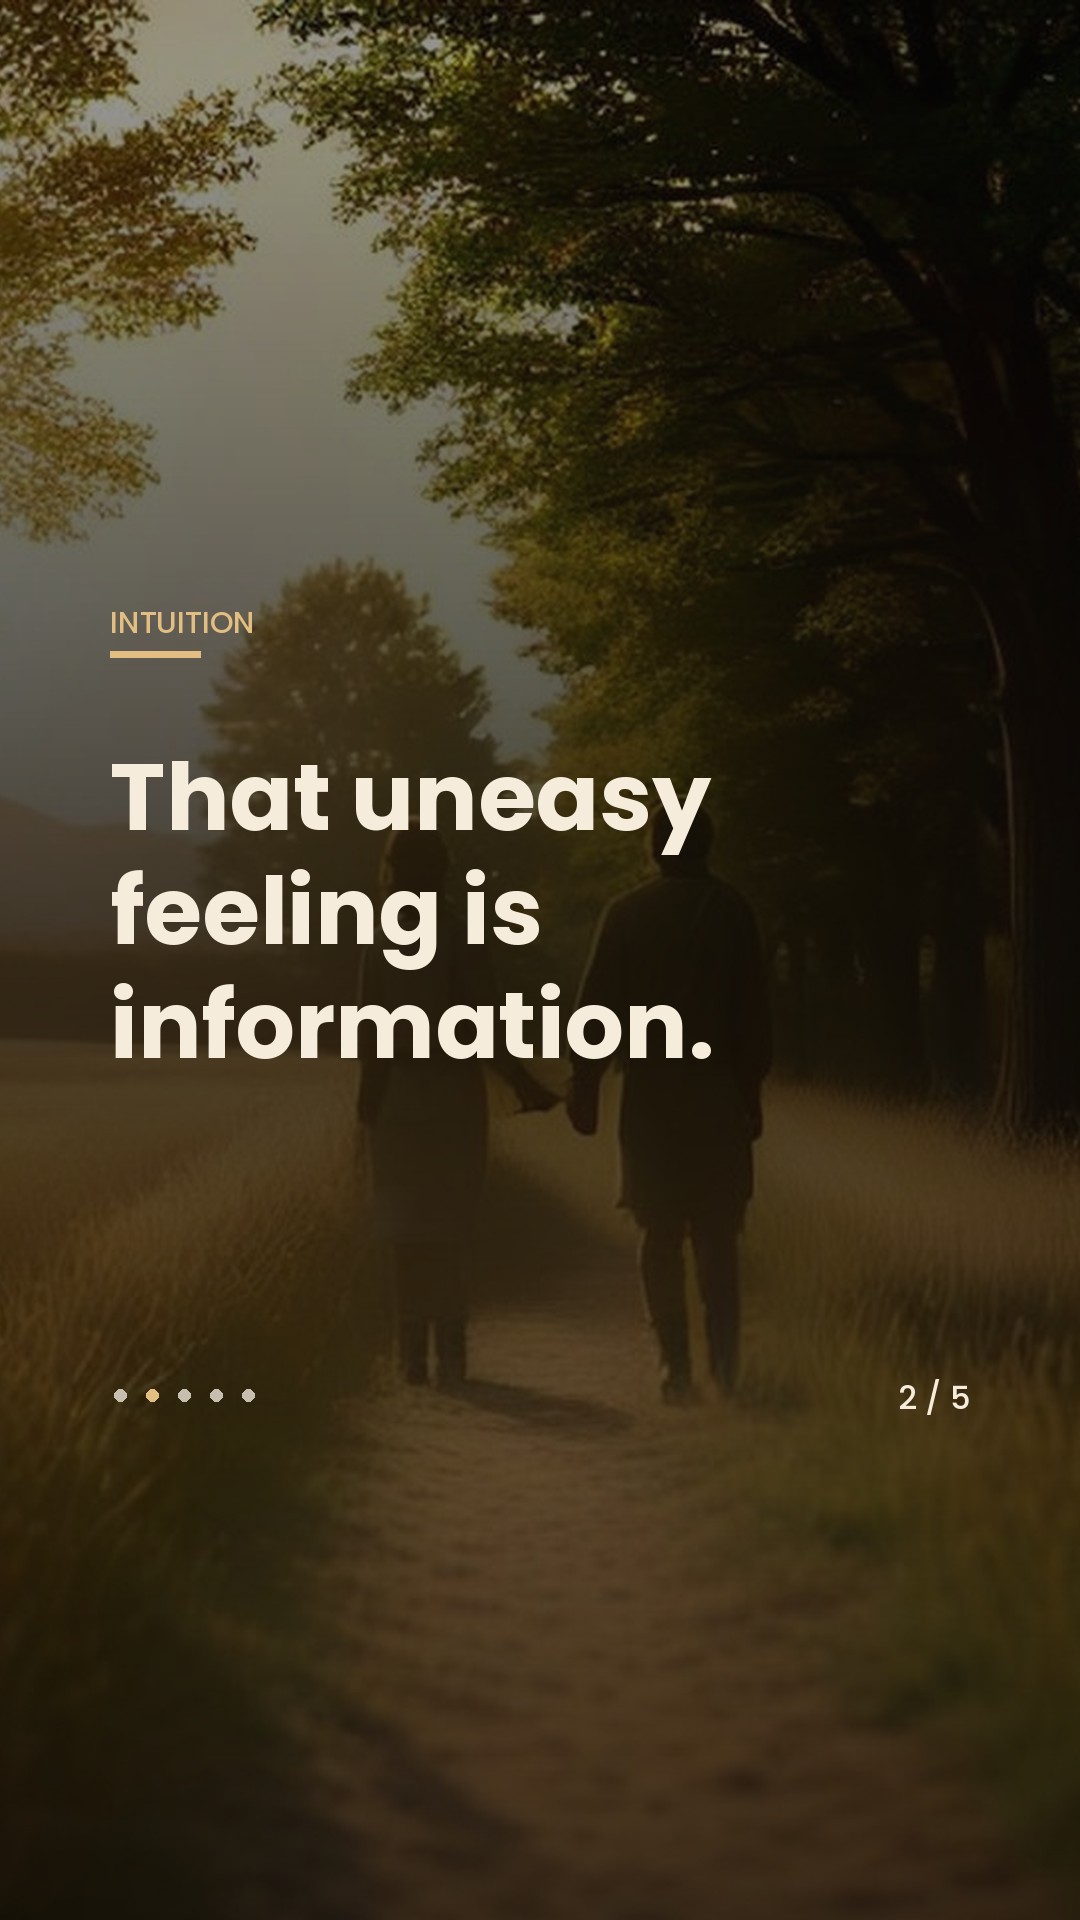 INTUITION
That uneasy
feeling is
information.
2 / 5